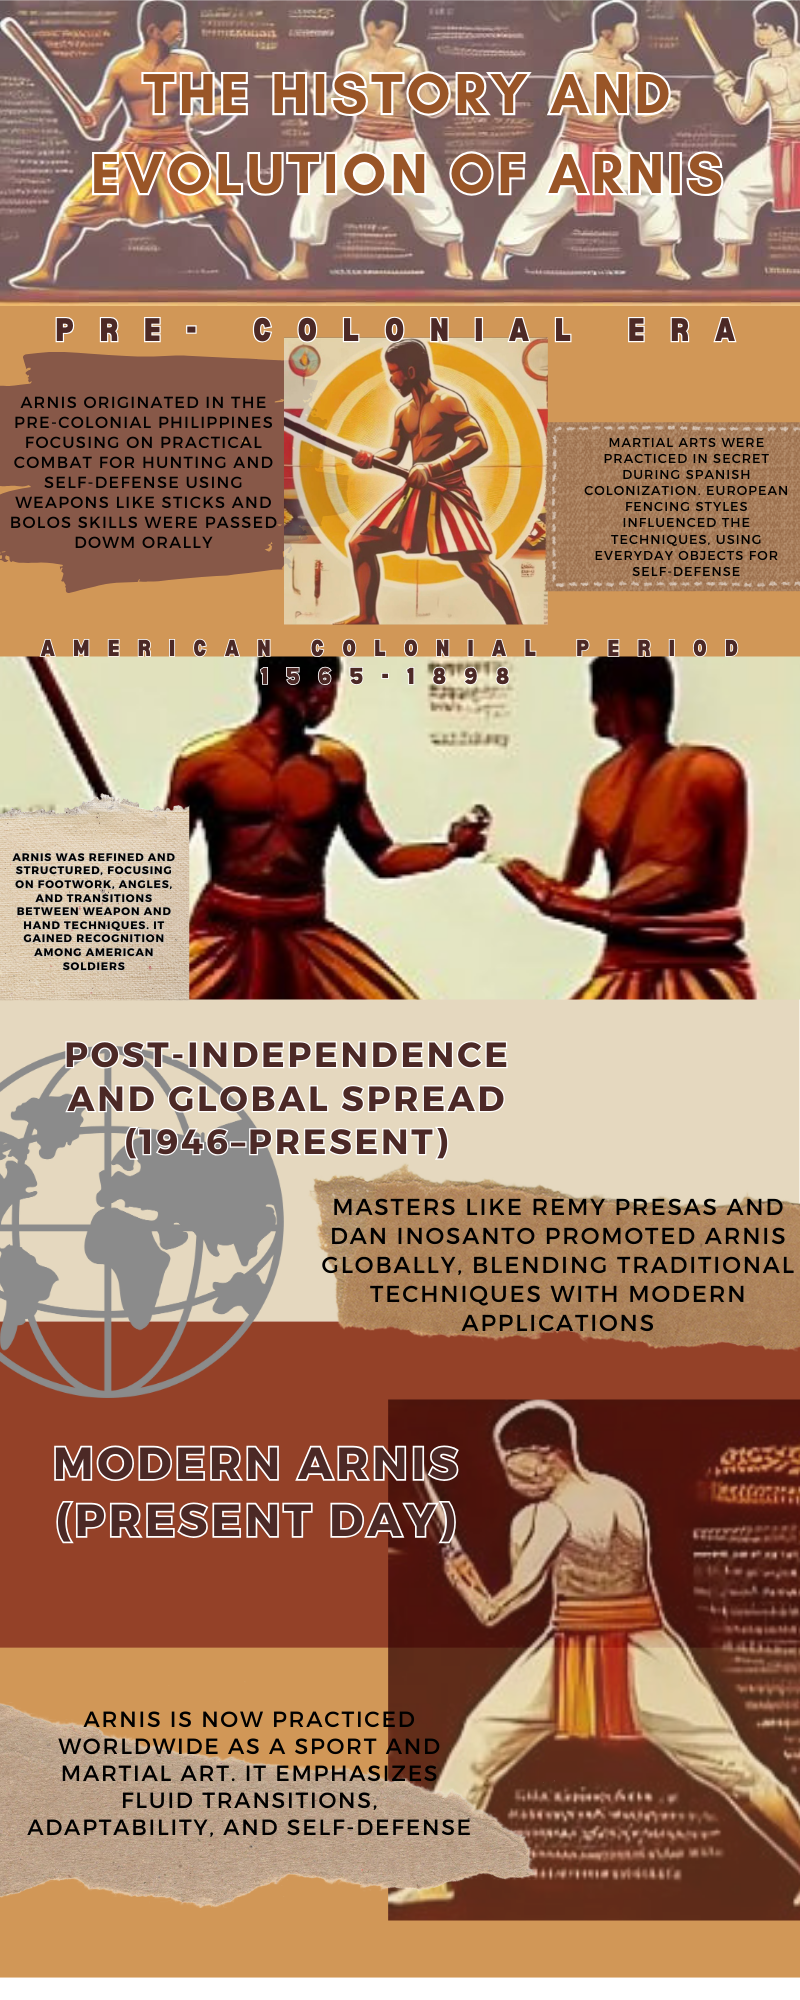 THE HISTORY AND
EVOLUTION OF ARNIS
PRE- COLONIAL ERA
ARNIS ORIGINATED IN THE
PRE-COLONIAL PHILIPPINES
FOCUSING ON PRACTICAL
COMBAT FOR HUNTING AND
SELF-DEFENSE USING
WEAPONS LIKE STICKS AND
BOLOS SKILLS WERE PASSED
DOWM ORALLY
MARTIAL ARTS WERE
PRACTICED IN SECRET
DURING SPANISH
COLONIZATION. EUROPEAN
FENCING STYLES
INFLUENCED THE
TECHNIQUES, USING
EVERYDAY OBJECTS FOR
SELF-DEFENSE
AMERICAN COLONIAL PERIOD
1565-1898
ARNIS WAS REFINED AND
STRUCTURED, FOCUSING
ON FOOTWORK, ANGLES,
AND TRANSITIONS
BETWEEN WEAPON AND
HAND TECHNIQUES. IT
GAINED RECOGNITION
AMONG AMERICAN
SOLDIERS
POST-INDEPENDENCE
AND GLOBAL SPREAD
(1946–PRESENT)
MASTERS LIKE REMY PRESAS AND
DAN INOSANTO PROMOTED ARNIS
GLOBALLY, BLENDING TRADITIONAL
TECHNIQUES WITH MODERN
APPLICATIONS
MODERN ARNIS
(PRESENT DAY)
ARNIS IS NOW PRACTICED
WORLDWIDE AS A SPORT AND
MARTIAL ART. IT EMPHASIZES
FLUID TRANSITIONS,
ADAPTABILITY, AND SELF-DEFENSE